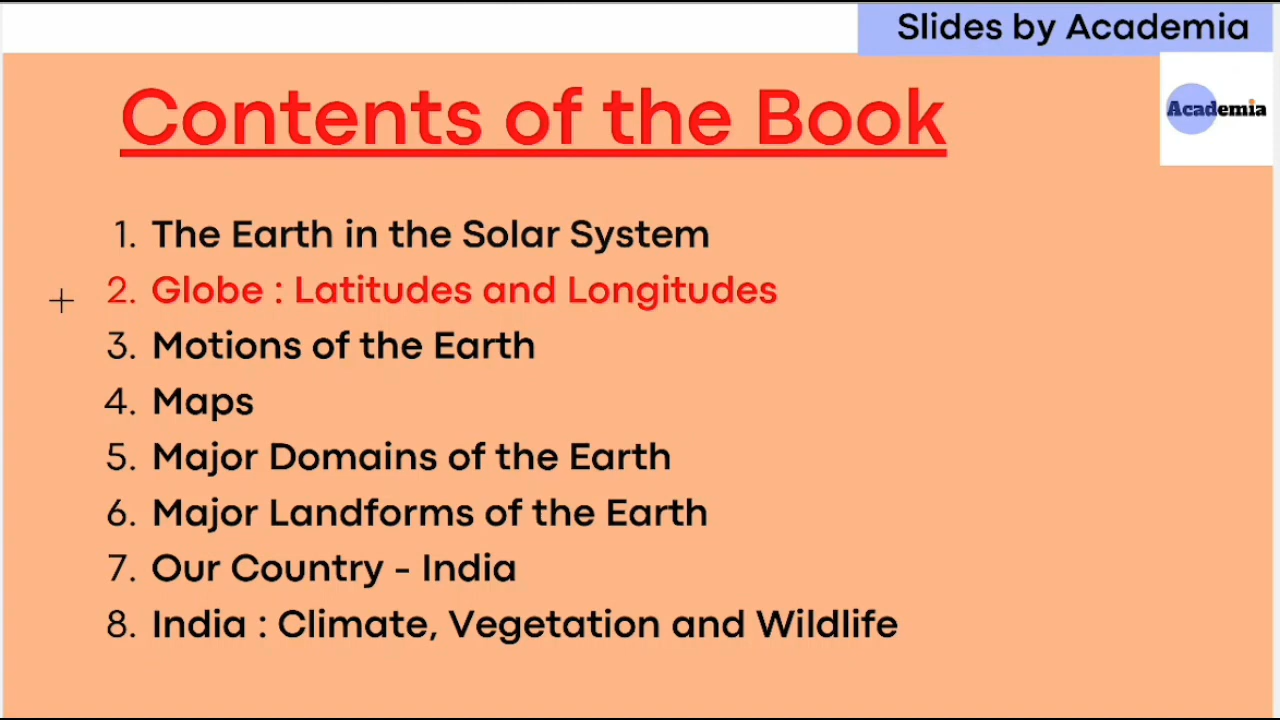 Slides by Academia
Contents of the Book
Academia
1. The Earth in the Solar System
2. Globe : Latitudes and Longitudes
3. Motions of the Earth
4. Maps
5. Major Domains of the Earth
6. Major Landforms of the Earth
7. Our Country - India
8. India : Climate, Vegetation and Wildlife